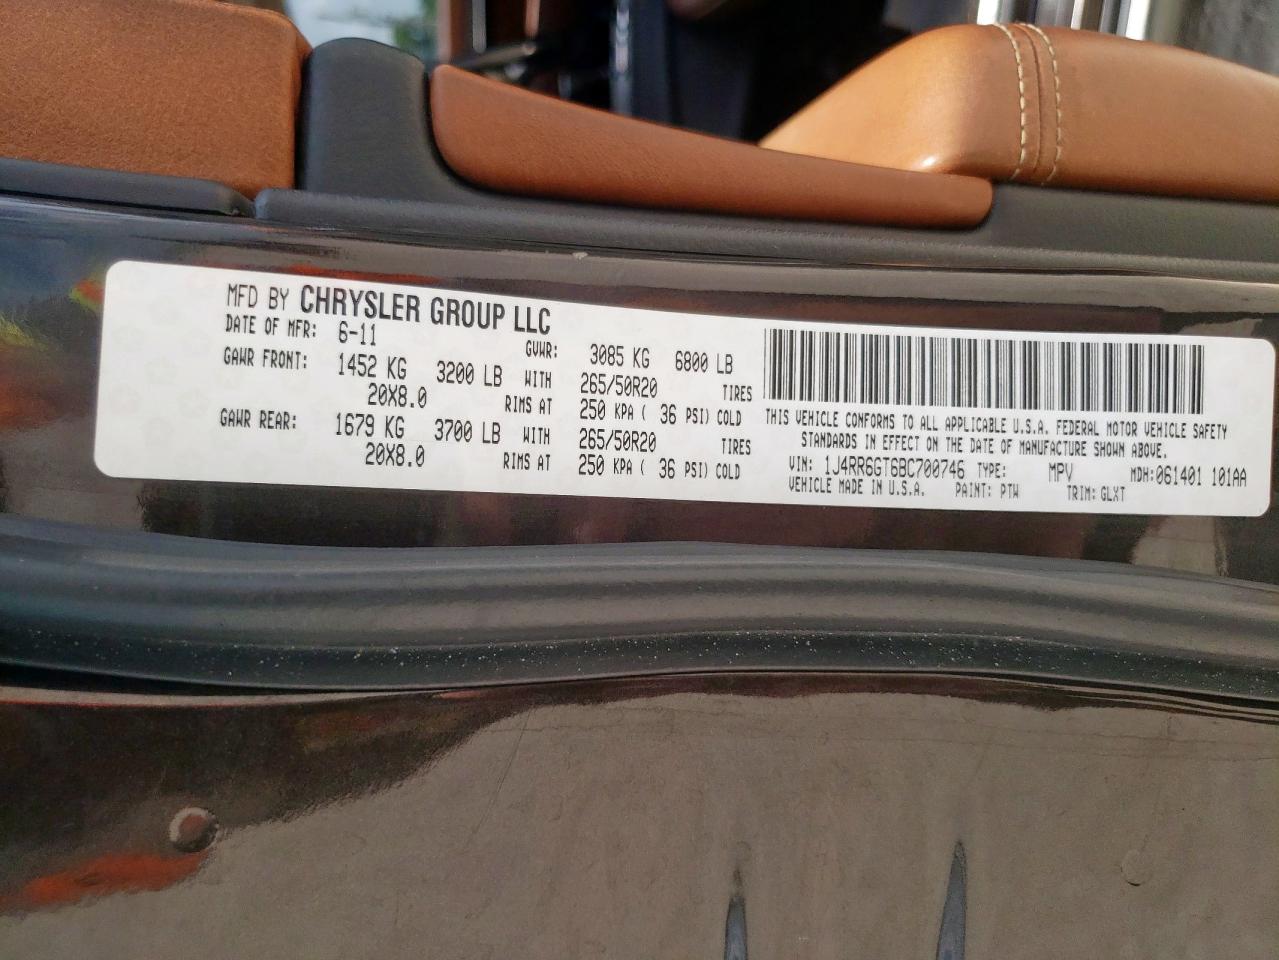 MFD BY CHRYSLER GROUP LLC
DATE OF MFR: 6-11 GVWR: 3085 KG 6800 LB
GAWR FRONT: 1452 KG 3200 LB WITH 265/50R20 TIRES
20X8.0 RIMS AT 250 KPA ( 36 PSI) COLD
GAWR REAR: 1679 KG 3700 LB WITH 265/50R20 TIRES
20X8.0 RIMS AT 250 KPA ( 36 PSI) COLD
THIS VEHICLE CONFORMS TO ALL APPLICABLE U.S.A. FEDERAL MOTOR VEHICLE SAFETY
STANDARDS IN EFFECT ON THE DATE OF MANUFACTURE SHOWN ABOVE.
VIN: 1J4RR6GT6BC700746 TYPE: MPV MDH:061401 101AA
VEHICLE MADE IN U.S.A. PAINT: PTW TRIM: GLXT